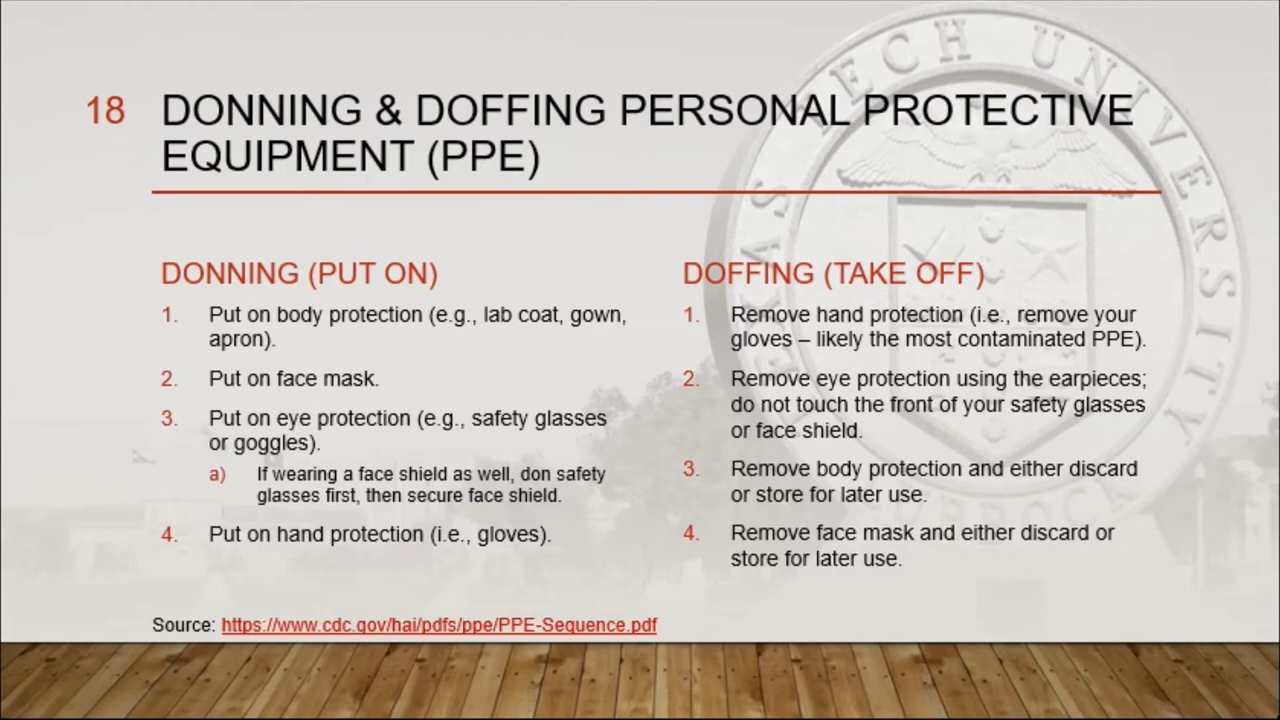 18
DONNING & DOFFING PERSONAL PROTECTIVE
EQUIPMENT (PPE)
DONNING (PUT ON)
1. Put on body protection (e.g., lab coat, gown,
apron).
2. Put on face mask.
3. Put on eye protection (e.g., safety glasses
or goggles).
a) If wearing a face shield as well, don safety
glasses first, then secure face shield.
4. Put on hand protection (i.e., gloves).
DOFFING (TAKE OFF)
1. Remove hand protection (i.e., remove your
gloves – likely the most contaminated PPE).
2. Remove eye protection using the earpieces;
do not touch the front of your safety glasses
or face shield.
3. Remove body protection and either discard
or store for later use.
4. Remove face mask and either discard or
store for later use.
Source: https://www.cdc.gov/hai/pdfs/ppe/PPE-Sequence.pdf
TEXAS TECH UNIVERSITY